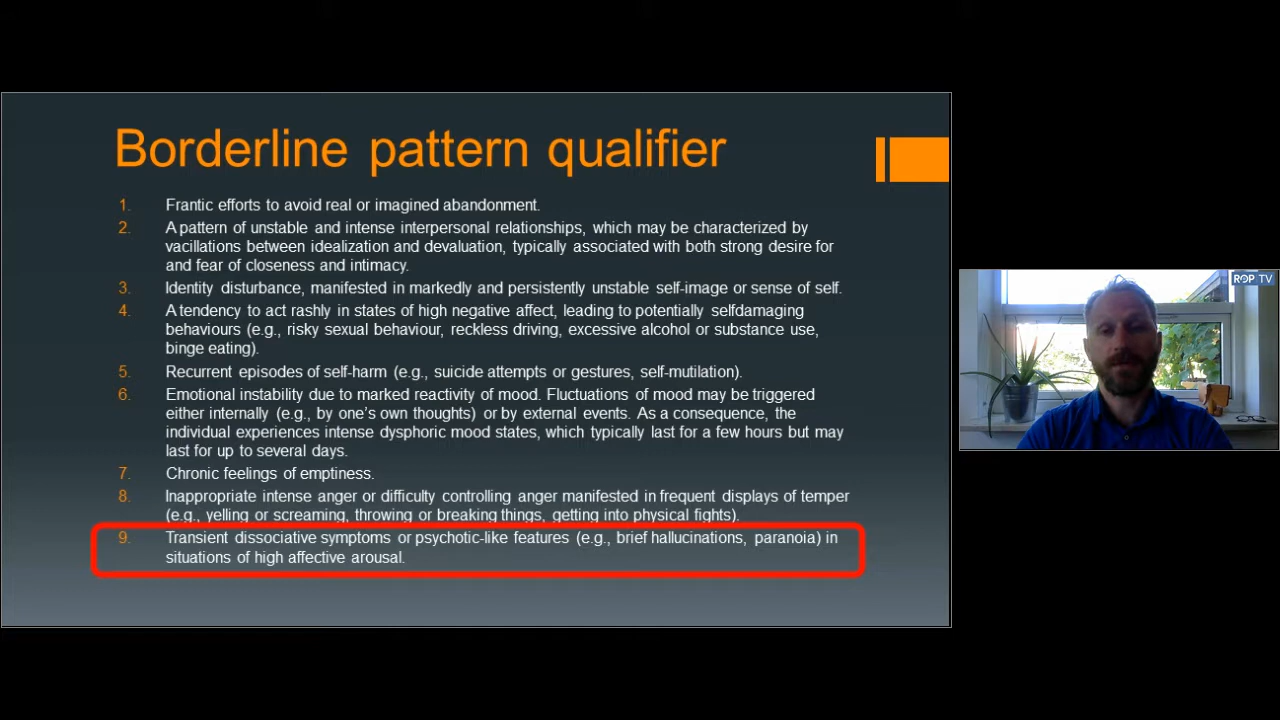 Borderline pattern qualifier
1. Frantic efforts to avoid real or imagined abandonment.
2. A pattern of unstable and intense interpersonal relationships, which may be characterized by
vacillations between idealization and devaluation, typically associated with both strong desire for
and fear of closeness and intimacy.
3. Identity disturbance, manifested in markedly and persistently unstable self-image or sense of self.
4. A tendency to act rashly in states of high negative affect, leading to potentially selfdamaging
behaviours (e.g., risky sexual behaviour, reckless driving, excessive alcohol or substance use,
binge eating).
5. Recurrent episodes of self-harm (e.g., suicide attempts or gestures, self-mutilation).
6. Emotional instability due to marked reactivity of mood. Fluctuations of mood may be triggered
either internally (e.g., by one’s own thoughts) or by external events. As a consequence, the
individual experiences intense dysphoric mood states, which typically last for a few hours but may
last for up to several days.
7. Chronic feelings of emptiness.
8. Inappropriate intense anger or difficulty controlling anger manifested in frequent displays of temper
(e.g., yelling or screaming, throwing or breaking things, getting into physical fights).
9. Transient dissociative symptoms or psychotic-like features (e.g., brief hallucinations, paranoia) in
situations of high affective arousal.
ROP TV